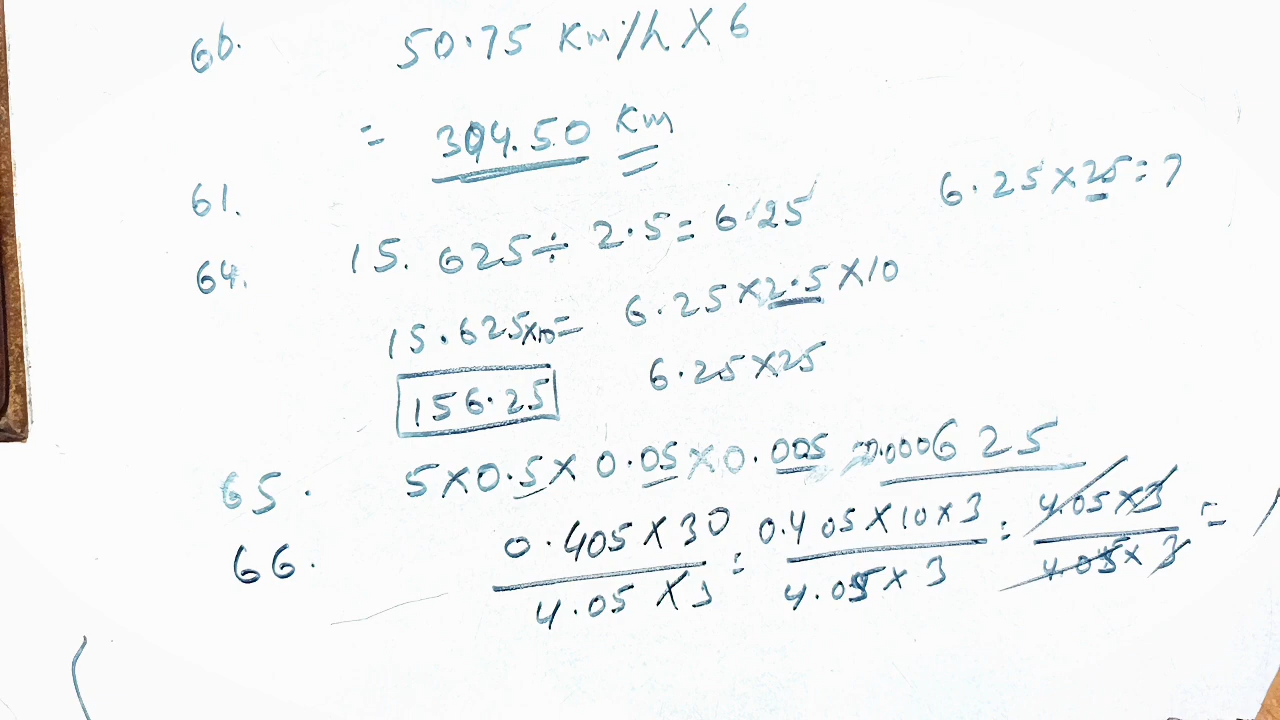 60. 50.75 Km/h X 6
= 304.50 Km
61.
64. 15.625 ÷ 2.5 = 6.25 6.25 X 25 = ?
15.625 x10 = 6.25 X 2.5 X 10
156.25 6.25 X 25
65. 5 X 0.5 X 0.05 X 0.005 0.000625
66. 0.405 X 30 / 4.05 X 3 = 0.405 X 10 x 3 / 4.05 x 3 = 4.05 X 3 / 4.05 x 3 = 1